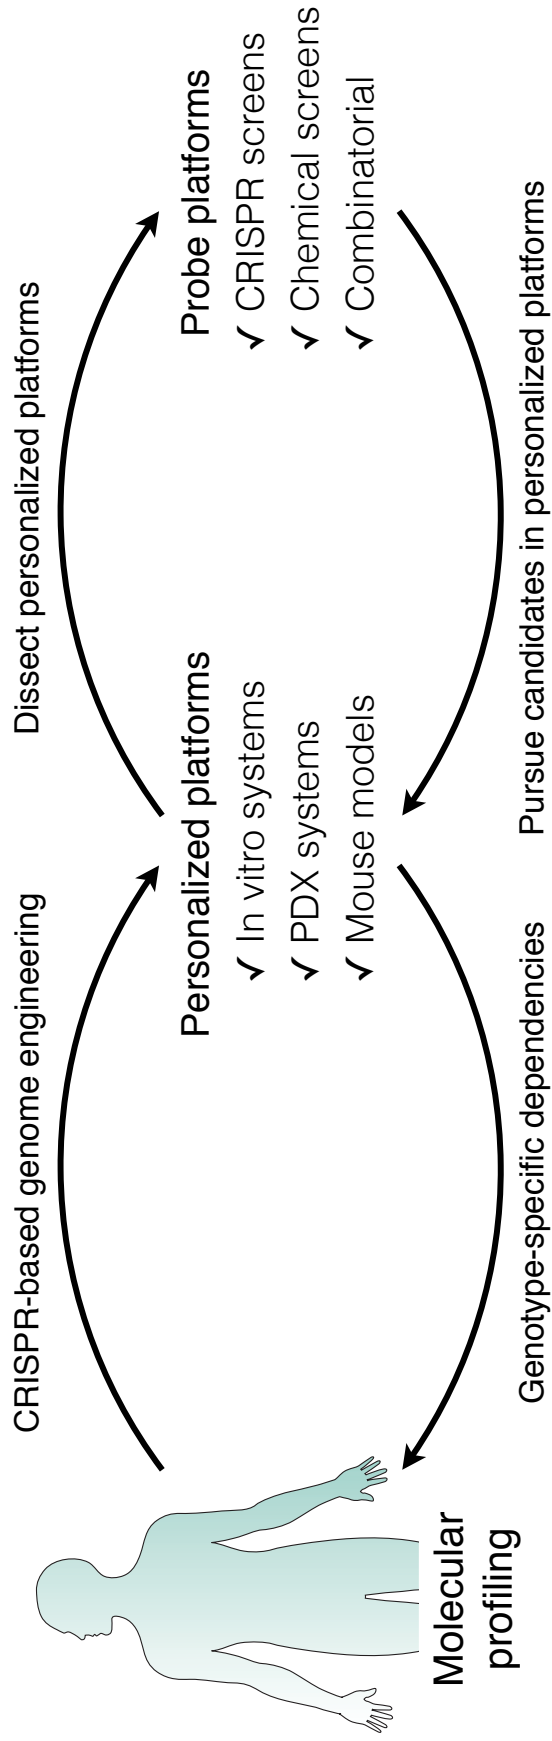 CRISPR-based genome engineering
Dissect personalized platforms
Molecular
profiling
Personalized platforms
✓ In vitro systems
✓ PDX systems
✓ Mouse models
Probe platforms
✓ CRISPR screens
✓ Chemical screens
✓ Combinatorial
Genotype-specific dependencies
Pursue candidates in personalized platforms